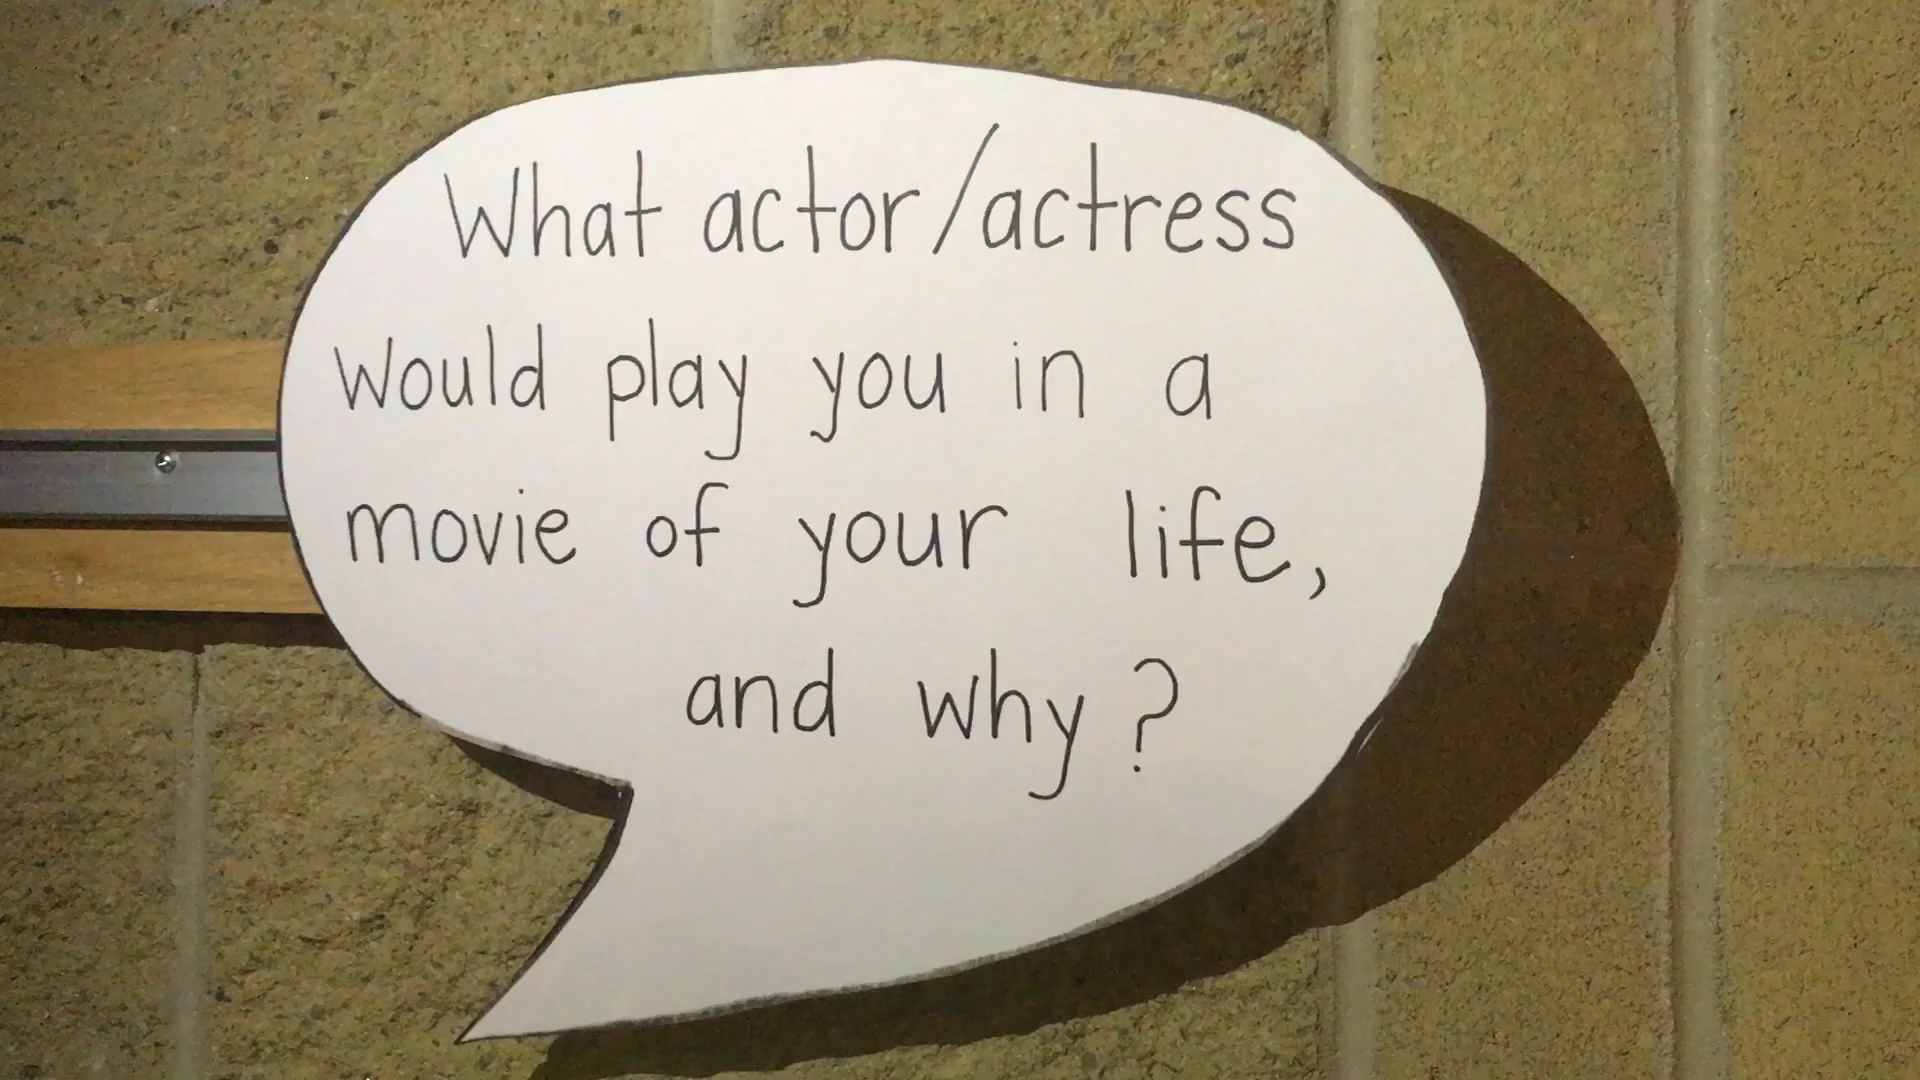 What actor/actress
would play you in a
movie of your life,
and why?